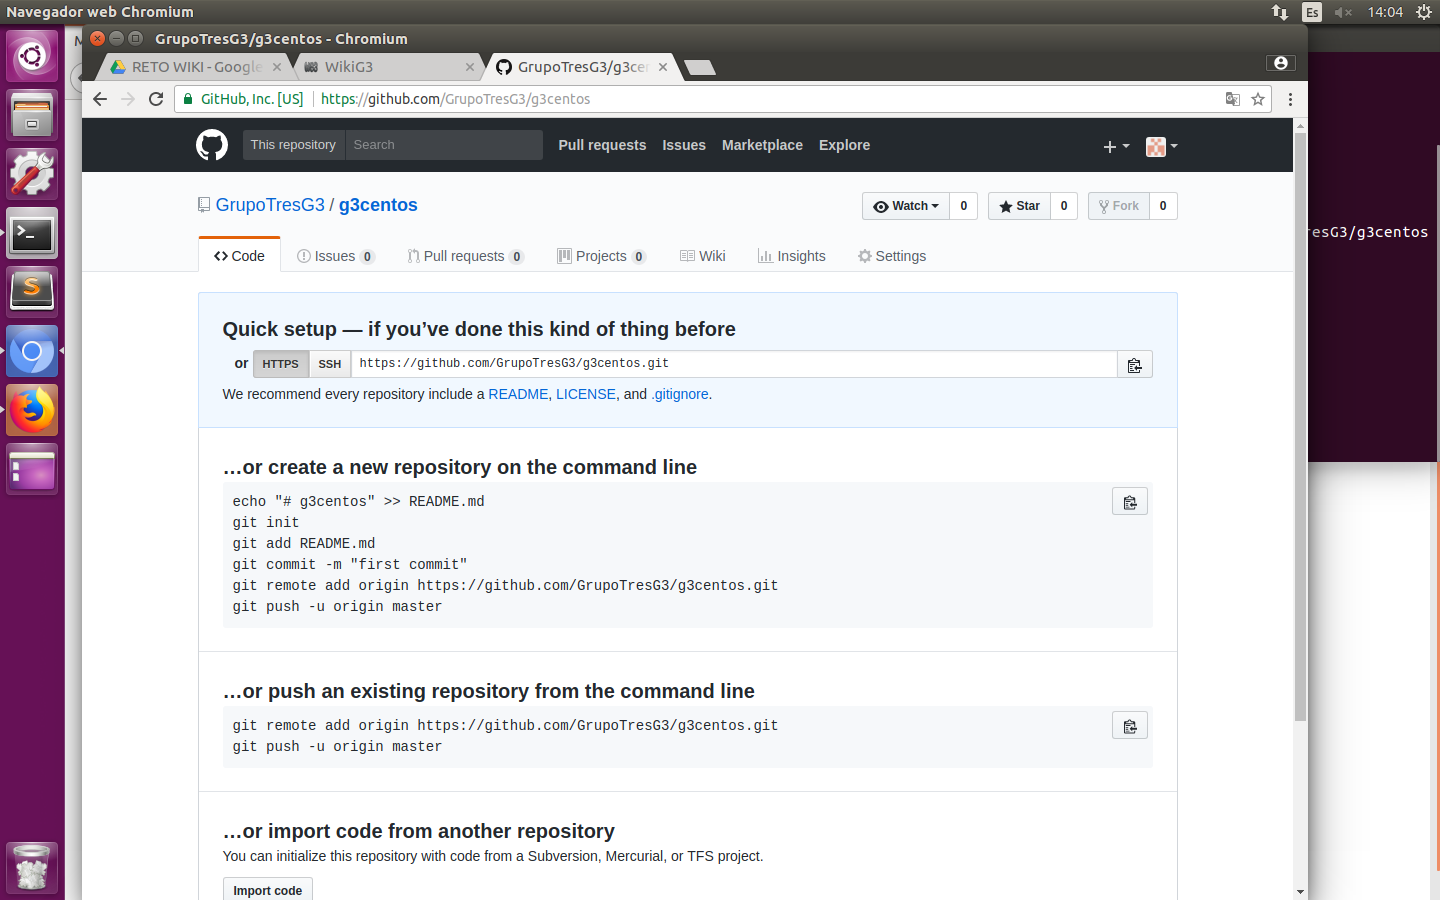 Navegador web Chromium
Es
14:04
GrupoTresG3/g3centos - Chromium
RETO WIKI - Google
WikiG3
GrupoTresG3/g3cen
GitHub, Inc. [US]
https://github.com/GrupoTresG3/g3centos
This repository
Search
Pull requests
Issues
Marketplace
Explore
GrupoTresG3 / g3centos
Watch
0
Star
0
Fork
0
resG3/g3centos
Code
Issues 0
Pull requests 0
Projects 0
Wiki
Insights
Settings
Quick setup — if you’ve done this kind of thing before
or
HTTPS
SSH
https://github.com/GrupoTresG3/g3centos.git
We recommend every repository include a README, LICENSE, and .gitignore.
…or create a new repository on the command line
echo "# g3centos" >> README.md
git init
git add README.md
git commit -m "first commit"
git remote add origin https://github.com/GrupoTresG3/g3centos.git
git push -u origin master
…or push an existing repository from the command line
git remote add origin https://github.com/GrupoTresG3/g3centos.git
git push -u origin master
…or import code from another repository
You can initialize this repository with code from a Subversion, Mercurial, or TFS project.
Import code